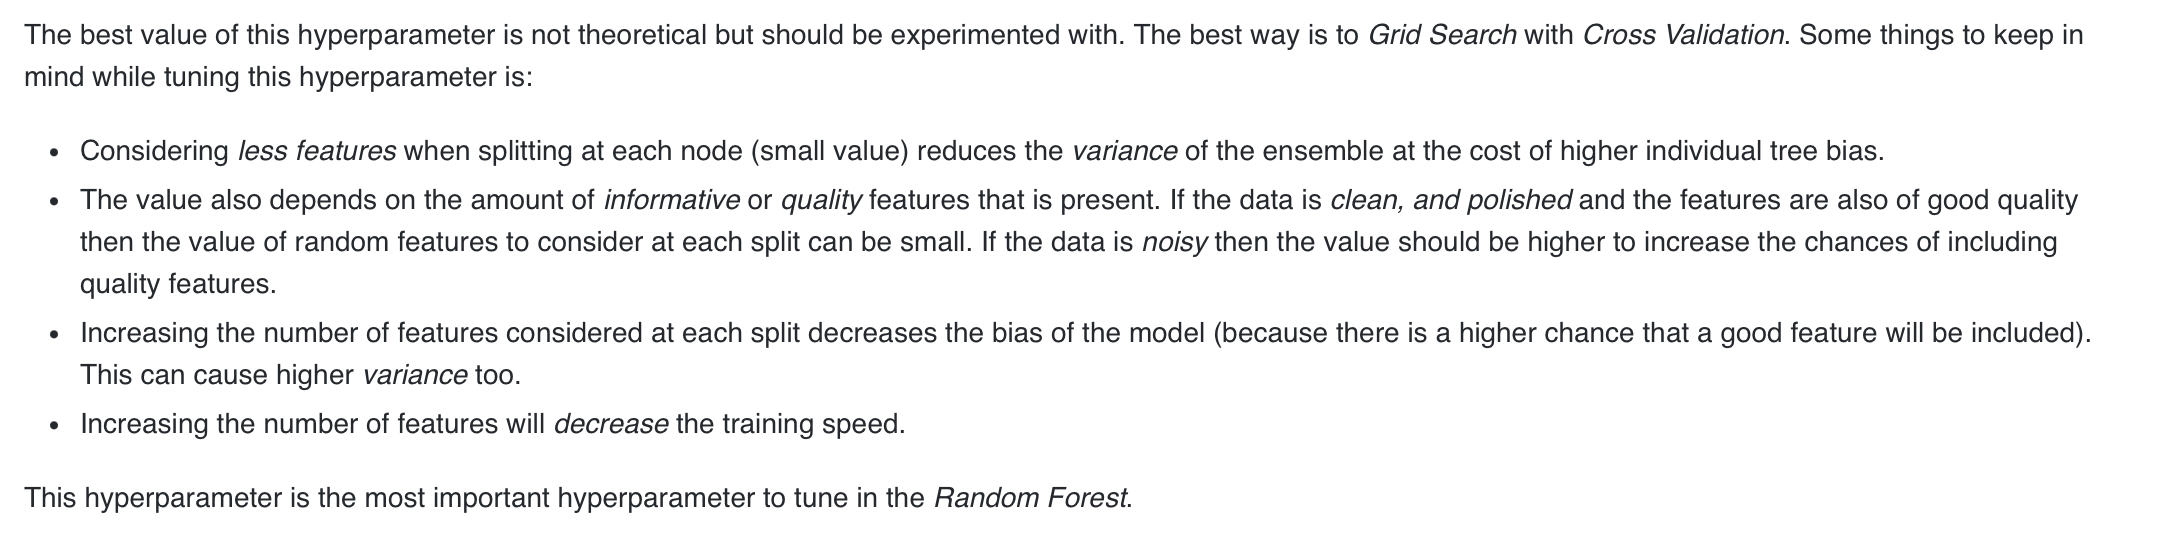 The best value of this hyperparameter is not theoretical but should be experimented with. The best way is to Grid Search with Cross Validation. Some things to keep in
mind while tuning this hyperparameter is:
• Considering less features when splitting at each node (small value) reduces the variance of the ensemble at the cost of higher individual tree bias.
• The value also depends on the amount of informative or quality features that is present. If the data is clean, and polished and the features are also of good quality
then the value of random features to consider at each split can be small. If the data is noisy then the value should be higher to increase the chances of including
quality features.
• Increasing the number of features considered at each split decreases the bias of the model (because there is a higher chance that a good feature will be included).
This can cause higher variance too.
• Increasing the number of features will decrease the training speed.
This hyperparameter is the most important hyperparameter to tune in the Random Forest.